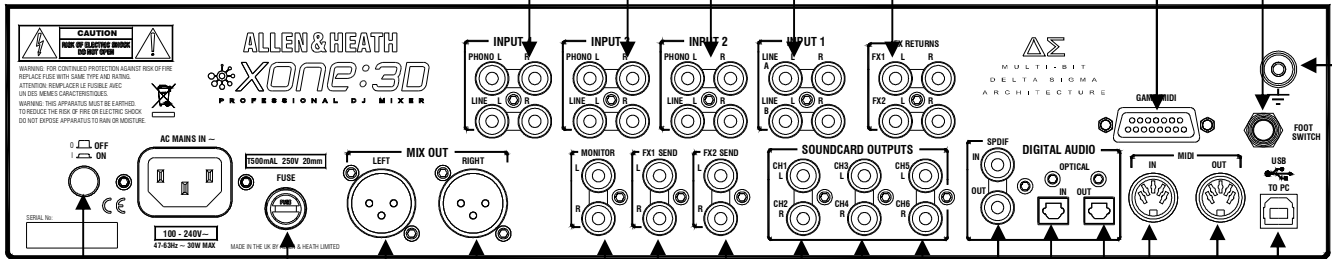 CAUTION
RISK OF ELECTRIC SHOCK
DO NOT OPEN
WARNING: FOR CONTINUED PROTECTION AGAINST RISK OF FIRE
REPLACE FUSE WITH SAME TYPE AND RATING.
ATTENTION: REMPLACER LE FUSIBLE AVEC
UN DES MEMES CARACTERISTIQUES.
WARNING: THIS APPARATUS MUST BE EARTHED.
TO REDUCE THE RISK OF FIRE OR ELECTRIC SHOCK
DO NOT EXPOSE APPARATUS TO RAIN OR MOISTURE.
ALLEN & HEATH
XONE:3D
PROFESSIONAL DJ MIXER
0 OFF
I ON
AC MAINS IN ~
100 - 240V~
47-63Hz ~ 30W MAX
SERIAL No:
CE
T500mAL 250V 20mm
FUSE
FUSE
MADE IN THE UK BY ALLEN & HEATH LIMITED
MIX OUT
LEFT RIGHT
INPUT
PHONO L R
LINE L R
INPUT
PHONO L R
LINE L R
INPUT 2
PHONO L R
LINE L R
INPUT 1
LINE A L R
LINE B L R
RETURNS
FX1 L R
FX2 L R
MONITOR
L
R
FX1 SEND
L
R
FX2 SEND
L
R
SOUNDCARD OUTPUTS
CH1 L CH3 L CH5 L
CH2 R CH4 R CH6 R
ΔΣ
MULTI-BIT
DELTA SIGMA
ARCHITECTURE
DIGITAL AUDIO
SPDIF
IN
OUT
OPTICAL
IN OUT
GAME/MIDI
MIDI
IN OUT
FOOT
SWITCH
USB
TO PC